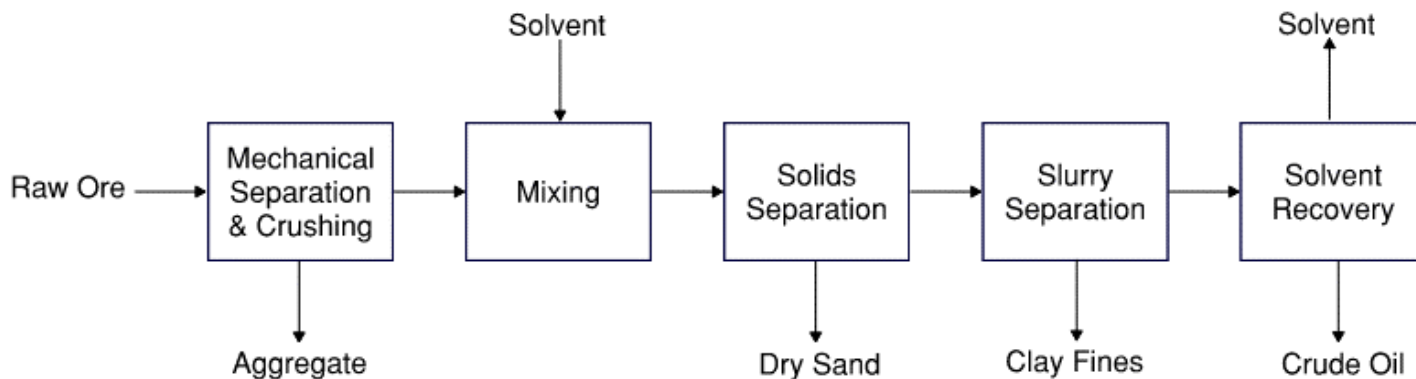 Solvent
Solvent
Raw Ore
Mechanical
Separation
& Crushing
Mixing
Solids
Separation
Slurry
Separation
Solvent
Recovery
Aggregate
Dry Sand
Clay Fines
Crude Oil